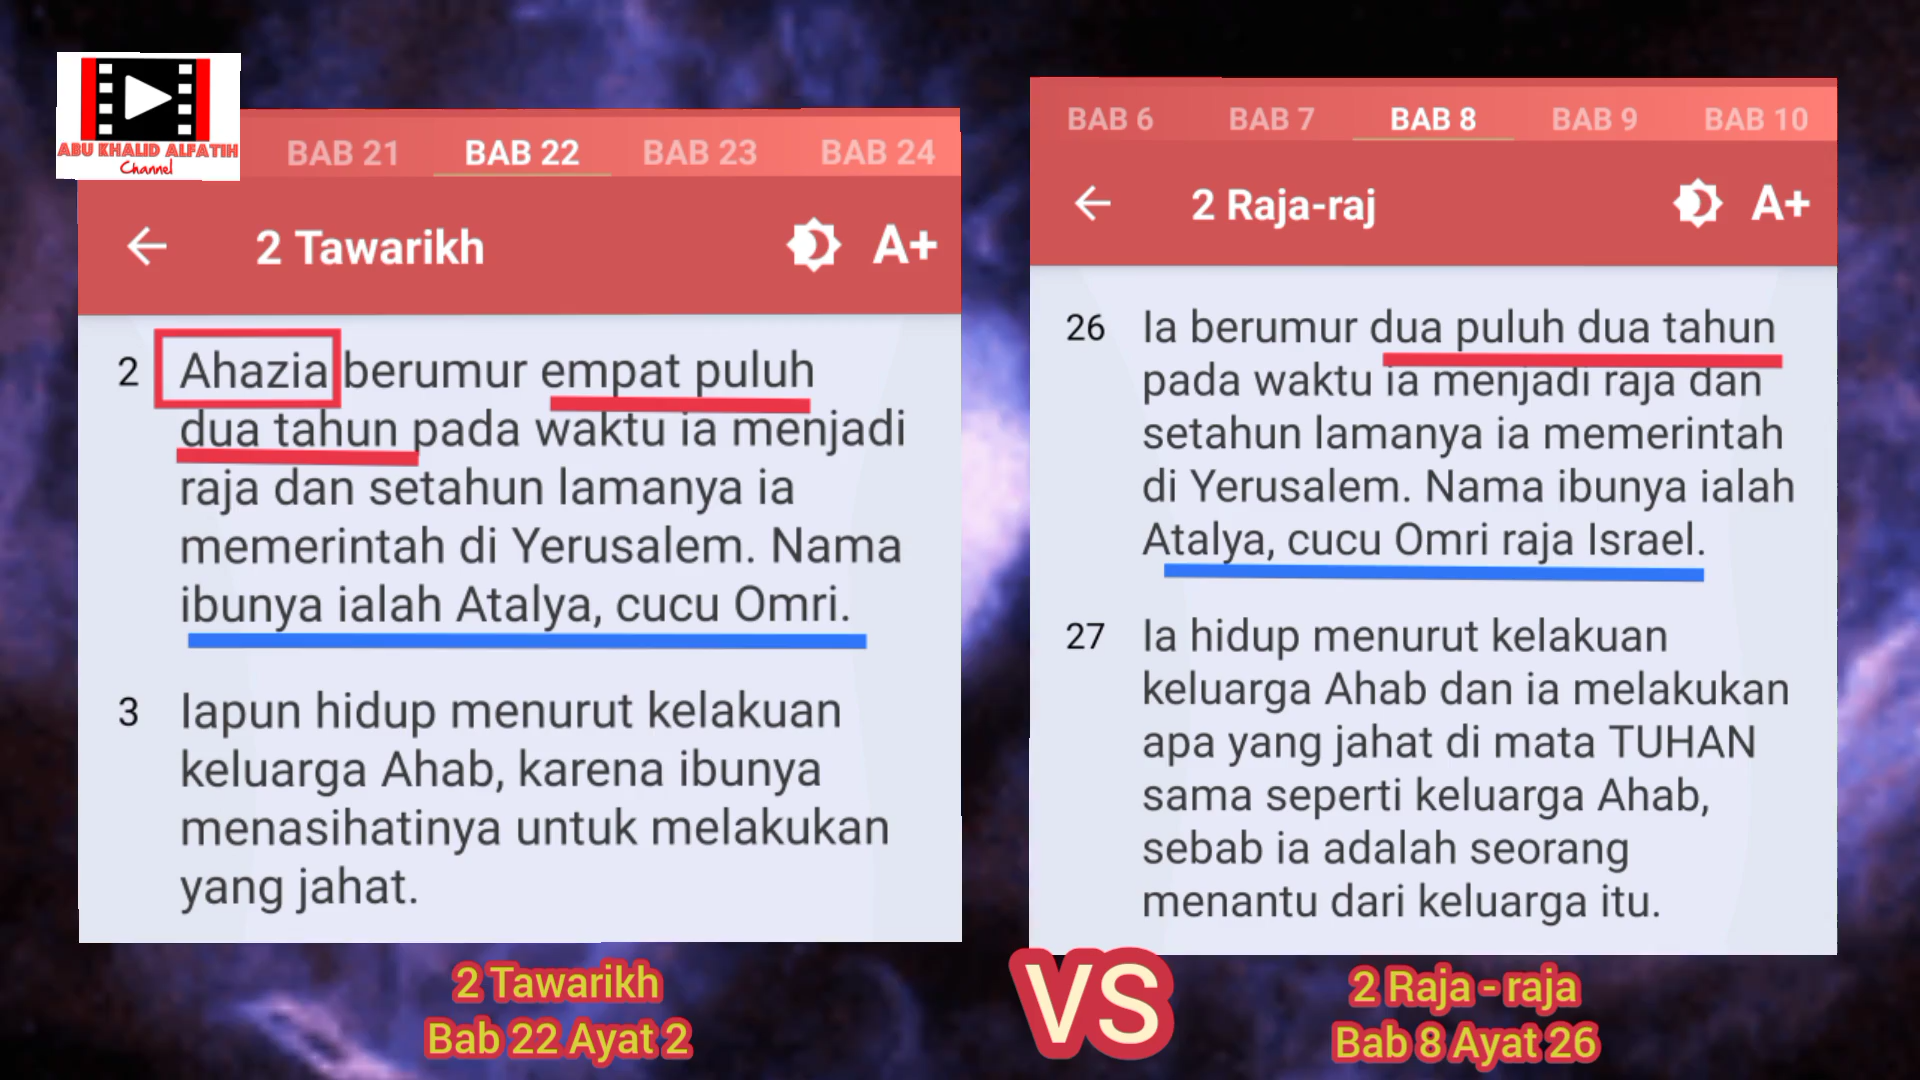 ABU KHALID ALFATIH
Channel
BAB 21 BAB 22 BAB 23 BAB 24
2 Tawarikh A+
2 Ahazia berumur empat puluh
dua tahun pada waktu ia menjadi
raja dan setahun lamanya ia
memerintah di Yerusalem. Nama
ibunya ialah Atalya, cucu Omri.
3 Iapun hidup menurut kelakuan
keluarga Ahab, karena ibunya
menasihatinya untuk melakukan
yang jahat.
2 Tawarikh
Bab 22 Ayat 2
VS
BAB 6 BAB 7 BAB 8 BAB 9 BAB 10
2 Raja-raj A+
26 Ia berumur dua puluh dua tahun
pada waktu ia menjadi raja dan
setahun lamanya ia memerintah
di Yerusalem. Nama ibunya ialah
Atalya, cucu Omri raja Israel.
27 Ia hidup menurut kelakuan
keluarga Ahab dan ia melakukan
apa yang jahat di mata TUHAN
sama seperti keluarga Ahab,
sebab ia adalah seorang
menantu dari keluarga itu.
2 Raja - raja
Bab 8 Ayat 26